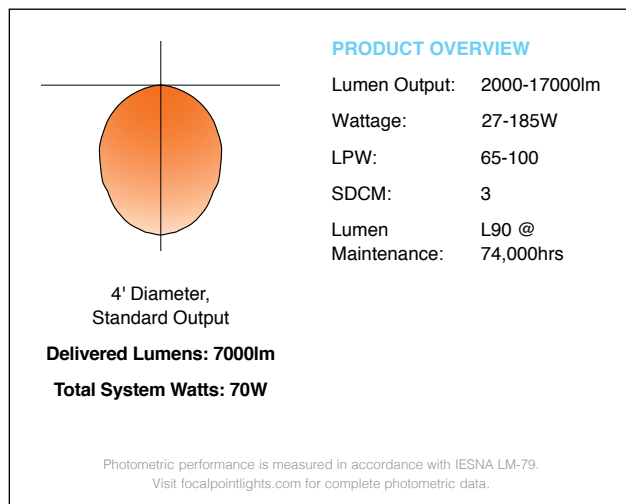 PRODUCT OVERVIEW
Lumen Output: 2000-17000lm
Wattage: 27-185W
LPW: 65-100
SDCM: 3
Lumen L90 @
Maintenance: 74,000hrs
4' Diameter,
Standard Output
Delivered Lumens: 7000lm
Total System Watts: 70W
Photometric performance is measured in accordance with IESNA LM-79.
Visit focalpointlights.com for complete photometric data.